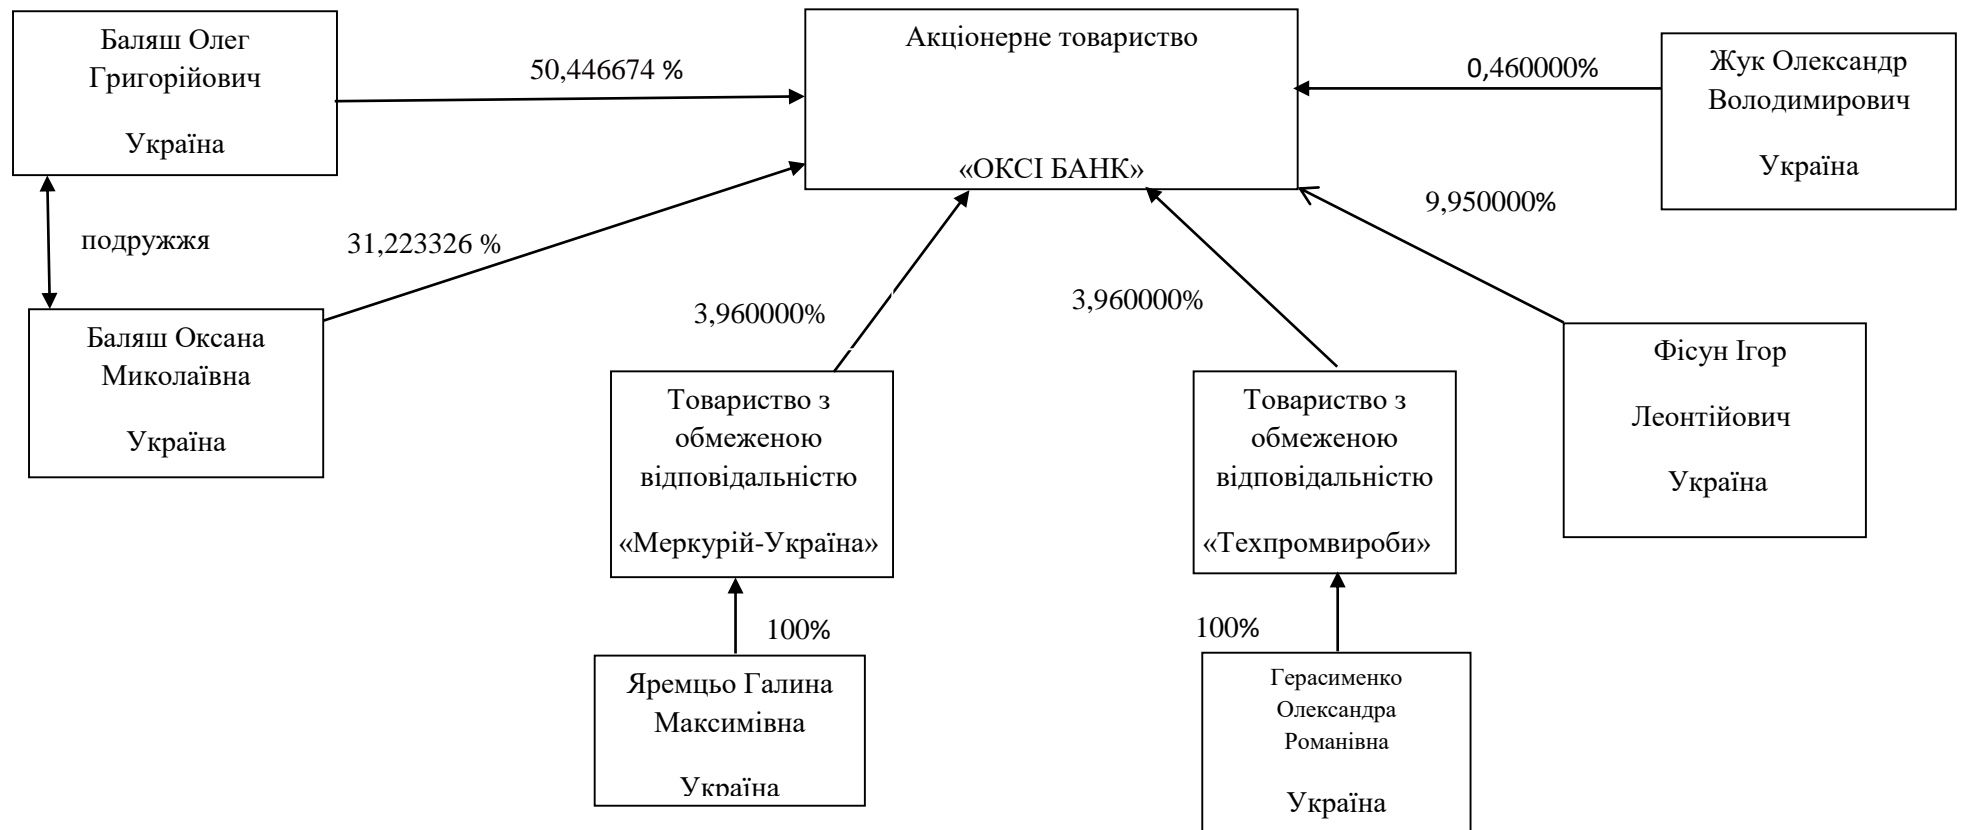 Баляш Олег
Григорійович
Україна
50,446674 %
Акціонерне товариство
«ОКСІ БАНК»
0,460000%
Жук Олександр
Володимирович
Україна
9,950000%
подружжя
31,223326 %
Баляш Оксана
Миколаївна
Україна
3,960000%
3,960000%
Товариство з
обмеженою
відповідальністю
«Меркурій-Україна»
Товариство з
обмеженою
відповідальністю
«Техпромвироби»
Фісун Ігор
Леонтійович
Україна
100%
100%
Яремцьо Галина
Максимівна
Україна
Герасименко
Олександра
Романівна
Україна